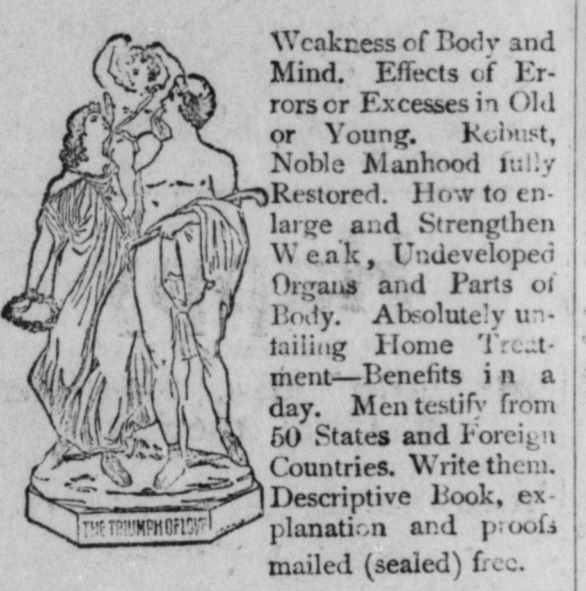 Weakness of Body and
Mind. Effects of Er-
rors or Excesses in Old
or Young. Robust,
Noble Manhood fully
Restored. How to en-
large and Strengthen
Weak, Undeveloped
Organs and Parts of
Body. Absolutely un-
failing Home Treat-
ment—Benefits in a
day. Men testify from
50 States and Foreign
Countries. Write them.
Descriptive Book, ex-
planation and proofs
mailed (sealed) free.
THE TRIUMPH OF LOVE